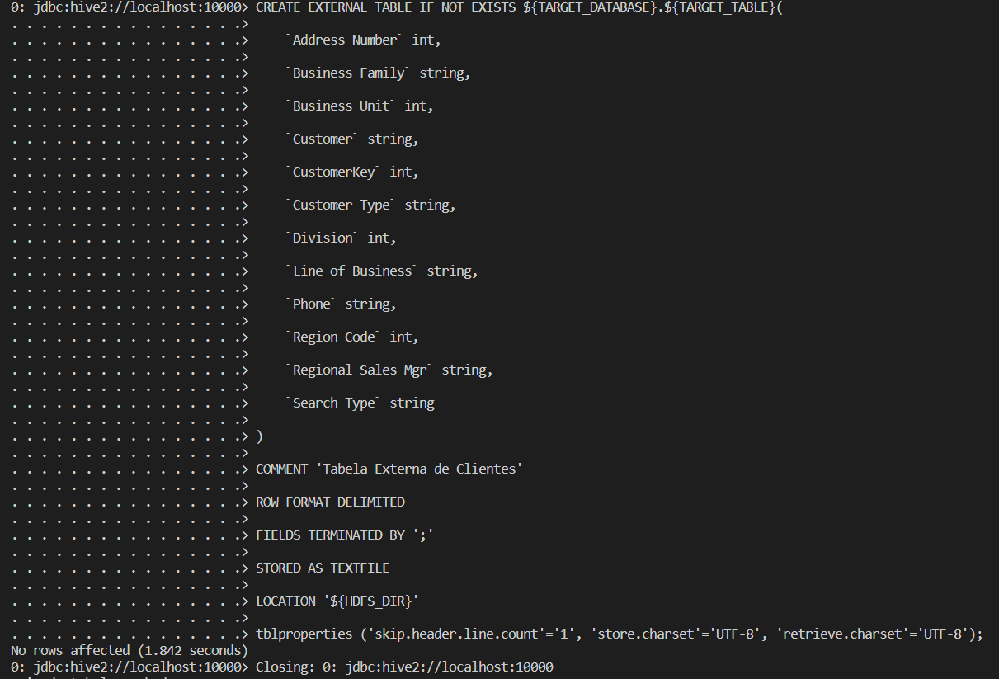 0: jdbc:hive2://localhost:10000> CREATE EXTERNAL TABLE IF NOT EXISTS ${TARGET_DATABASE}.${TARGET_TABLE}(
. . . . . . . . . . . . . . . .>
. . . . . . . . . . . . . . . .>     `Address Number` int,
. . . . . . . . . . . . . . . .>
. . . . . . . . . . . . . . . .>     `Business Family` string,
. . . . . . . . . . . . . . . .>
. . . . . . . . . . . . . . . .>     `Business Unit` int,
. . . . . . . . . . . . . . . .>
. . . . . . . . . . . . . . . .>     `Customer` string,
. . . . . . . . . . . . . . . .>
. . . . . . . . . . . . . . . .>     `CustomerKey` int,
. . . . . . . . . . . . . . . .>
. . . . . . . . . . . . . . . .>     `Customer Type` string,
. . . . . . . . . . . . . . . .>
. . . . . . . . . . . . . . . .>     `Division` int,
. . . . . . . . . . . . . . . .>
. . . . . . . . . . . . . . . .>     `Line of Business` string,
. . . . . . . . . . . . . . . .>
. . . . . . . . . . . . . . . .>     `Phone` string,
. . . . . . . . . . . . . . . .>
. . . . . . . . . . . . . . . .>     `Region Code` int,
. . . . . . . . . . . . . . . .>
. . . . . . . . . . . . . . . .>     `Regional Sales Mgr` string,
. . . . . . . . . . . . . . . .>
. . . . . . . . . . . . . . . .>     `Search Type` string
. . . . . . . . . . . . . . . .>
. . . . . . . . . . . . . . . .> )
. . . . . . . . . . . . . . . .>
. . . . . . . . . . . . . . . .> COMMENT 'Tabela Externa de Clientes'
. . . . . . . . . . . . . . . .>
. . . . . . . . . . . . . . . .> ROW FORMAT DELIMITED
. . . . . . . . . . . . . . . .>
. . . . . . . . . . . . . . . .> FIELDS TERMINATED BY ';'
. . . . . . . . . . . . . . . .>
. . . . . . . . . . . . . . . .> STORED AS TEXTFILE
. . . . . . . . . . . . . . . .>
. . . . . . . . . . . . . . . .> LOCATION '${HDFS_DIR}'
. . . . . . . . . . . . . . . .>
. . . . . . . . . . . . . . . .> tblproperties ('skip.header.line.count'='1', 'store.charset'='UTF-8', 'retrieve.charset'='UTF-8');
No rows affected (1.842 seconds)
0: jdbc:hive2://localhost:10000> Closing: 0: jdbc:hive2://localhost:10000